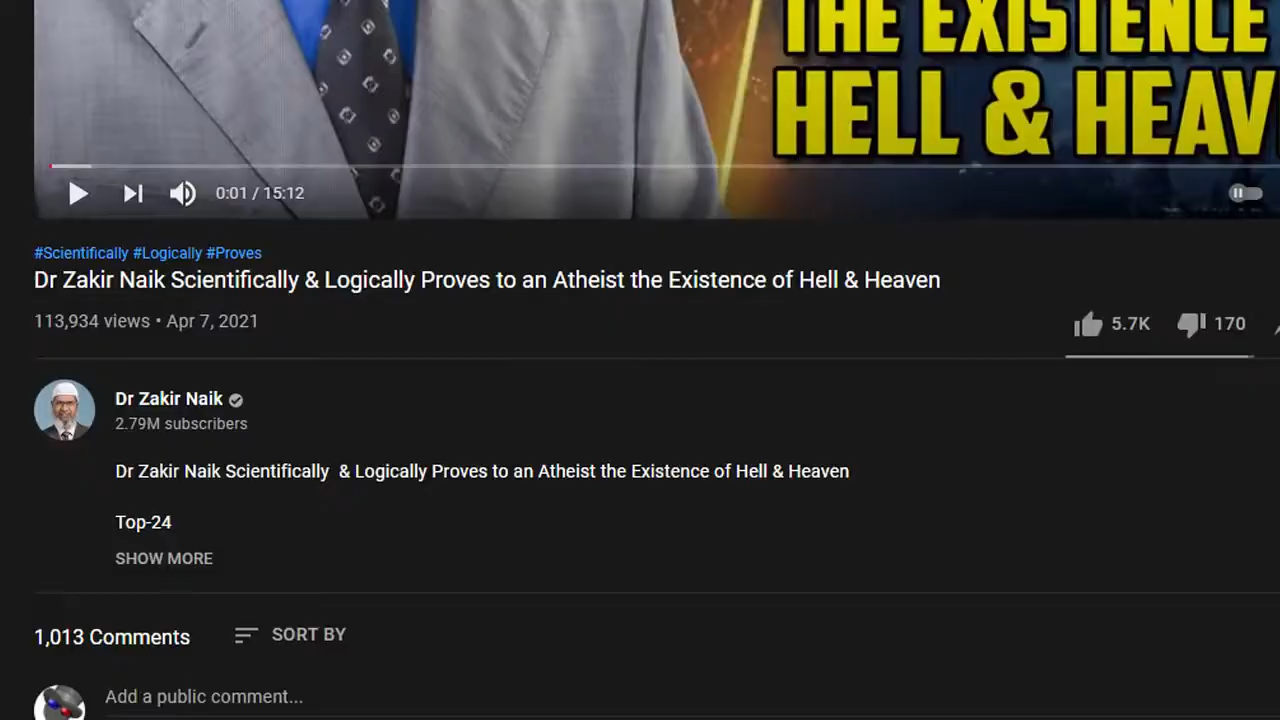 THE EXISTENCE
HELL & HEAV
0:01 / 15:12
#Scientifically #Logically #Proves
Dr Zakir Naik Scientifically & Logically Proves to an Atheist the Existence of Hell & Heaven
113,934 views • Apr 7, 2021
5.7K
170
Dr Zakir Naik
2.79M subscribers
Dr Zakir Naik Scientifically & Logically Proves to an Atheist the Existence of Hell & Heaven
Top-24
SHOW MORE
1,013 Comments
SORT BY
Add a public comment...